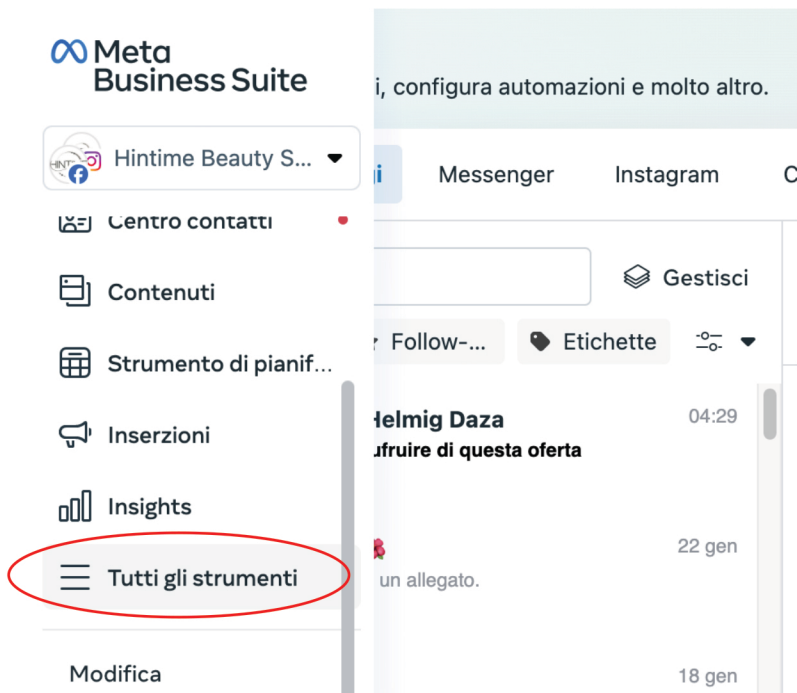 Meta
Business Suite
i, configura automazioni e molto altro.
Hintime Beauty S...
gi
Messenger
Instagram
C
Centro contatti
Contenuti
Gestisci
Strumento di pianif...
Follow-...
Etichette
Inserzioni
Helmig Daza
04:29
ufruire di questa oferta
Insights
22 gen
Tutti gli strumenti
un allegato.
Modifica
18 gen